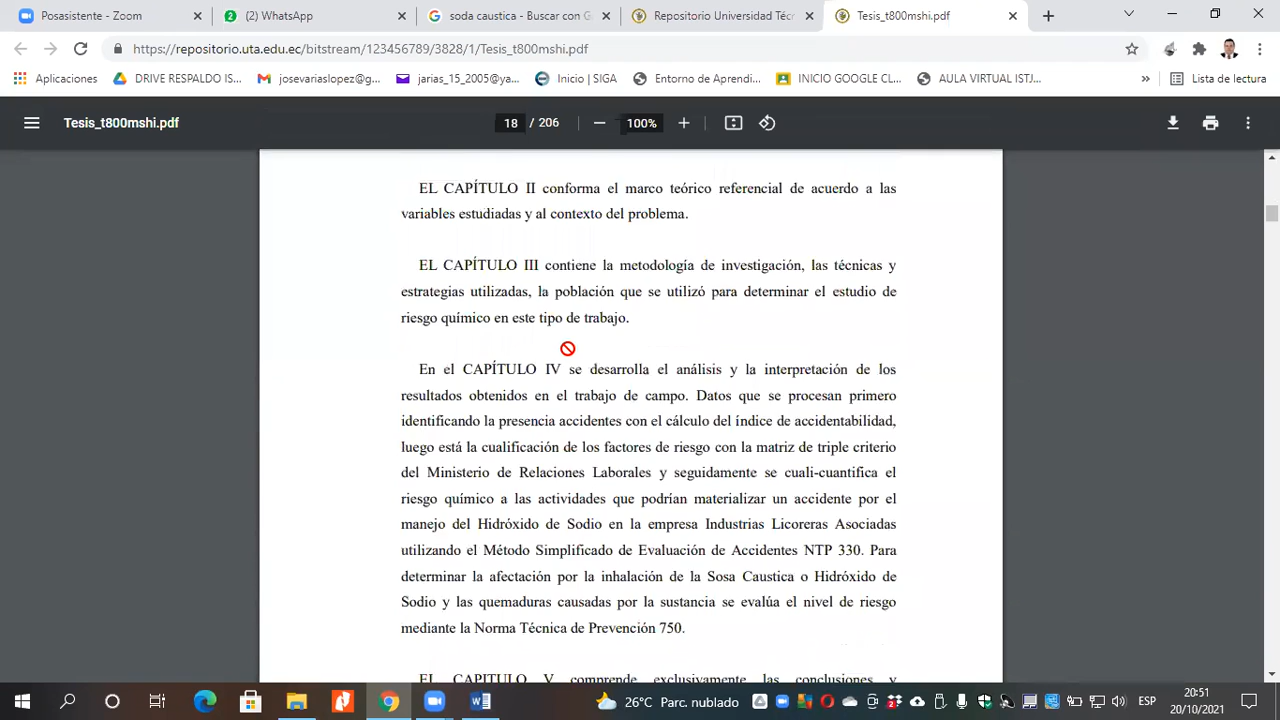 Posasistente - Zoom
(2) WhatsApp
soda caustica - Buscar con G
Repositorio Universidad Téc
Tesis_t800mshi.pdf
https://repositorio.uta.edu.ec/bitstream/123456789/3828/1/Tesis_t800mshi.pdf
Aplicaciones
DRIVE RESPALDO IS...
josevariaslopez@g...
jarias_15_2005@ya...
Inicio | SIGA
Entorno de Aprendi...
INICIO GOOGLE CL...
AULA VIRTUAL ISTJ...
»
Lista de lectura
Tesis_t800mshi.pdf
18 / 206
100%
EL CAPÍTULO II conforma el marco teórico referencial de acuerdo a las
variables estudiadas y al contexto del problema.
EL CAPÍTULO III contiene la metodología de investigación, las técnicas y
estrategias utilizadas, la población que se utilizó para determinar el estudio de
riesgo químico en este tipo de trabajo.
En el CAPÍTULO IV se desarrolla el análisis y la interpretación de los
resultados obtenidos en el trabajo de campo. Datos que se procesan primero
identificando la presencia accidentes con el cálculo del índice de accidentabilidad,
luego está la cualificación de los factores de riesgo con la matriz de triple criterio
del Ministerio de Relaciones Laborales y seguidamente se cuali-cuantifica el
riesgo químico a las actividades que podrían materializar un accidente por el
manejo del Hidróxido de Sodio en la empresa Industrias Licoreras Asociadas
utilizando el Método Simplificado de Evaluación de Accidentes NTP 330. Para
determinar la afectación por la inhalación de la Sosa Caustica o Hidróxido de
Sodio y las quemaduras causadas por la sustancia se evalúa el nivel de riesgo
mediante la Norma Técnica de Prevención 750.
EL CAPITULO V comprende exclusivamente las conclusiones y
26°C Parc. nublado
ESP
20:51
20/10/2021